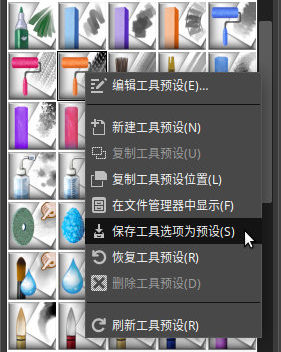 编辑工具预设(E)...
新建工具预设(N)
复制工具预设(U)
复制工具预设位置(L)
在文件管理器中显示(F)
保存工具选项为预设(S)
恢复工具预设(R)
删除工具预设(D)
刷新工具预设(R)